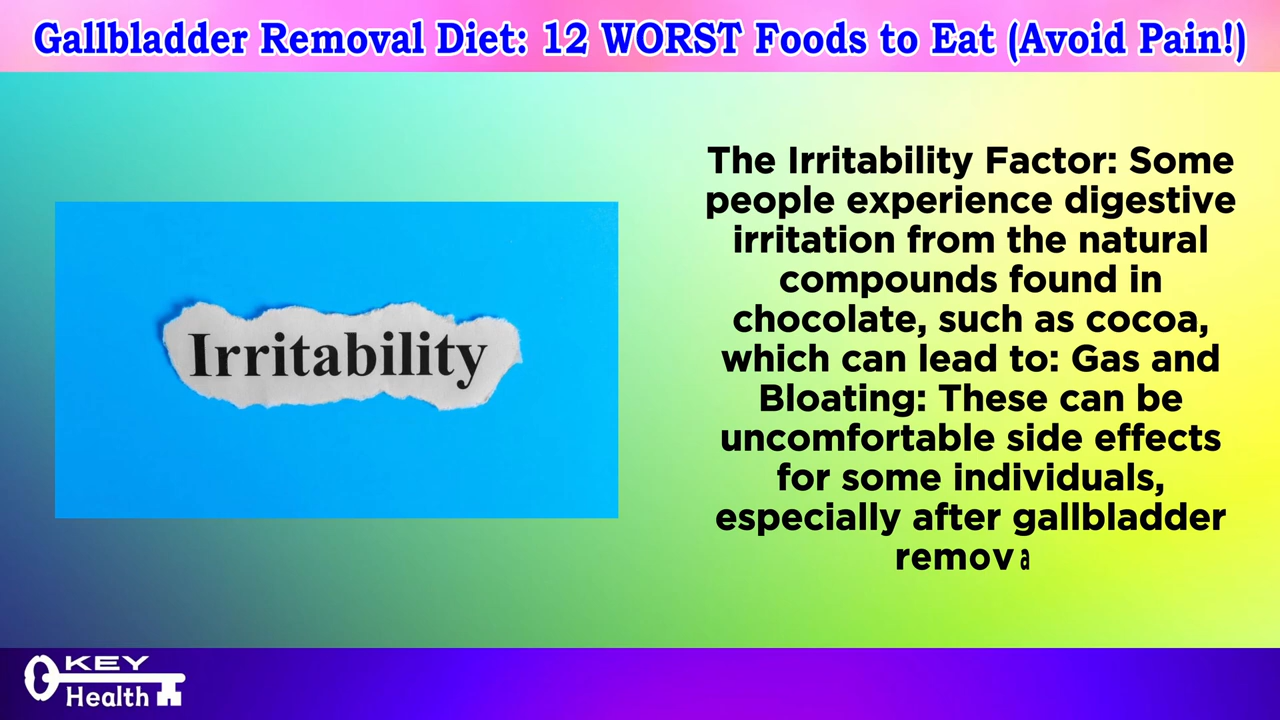 Gallbladder Removal Diet: 12 WORST Foods to Eat (Avoid Pain!)
Irritability
The Irritability Factor: Some
people experience digestive
irritation from the natural
compounds found in
chocolate, such as cocoa,
which can lead to: Gas and
Bloating: These can be
uncomfortable side effects
for some individuals,
especially after gallbladder
remova
KEY
Health